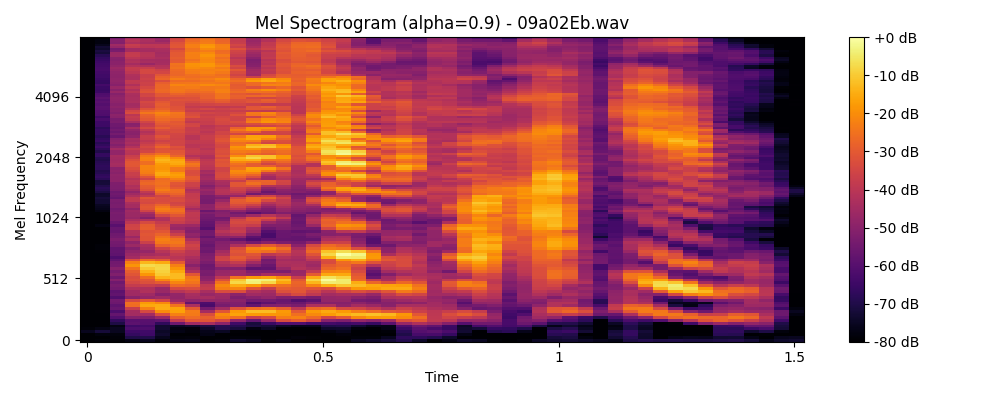 Mel Spectrogram (alpha=0.9) - 09a02Eb.wav
Mel Frequency
4096
2048
1024
512
0
0
0.5
1
1.5
Time
+0 dB
-10 dB
-20 dB
-30 dB
-40 dB
-50 dB
-60 dB
-70 dB
-80 dB